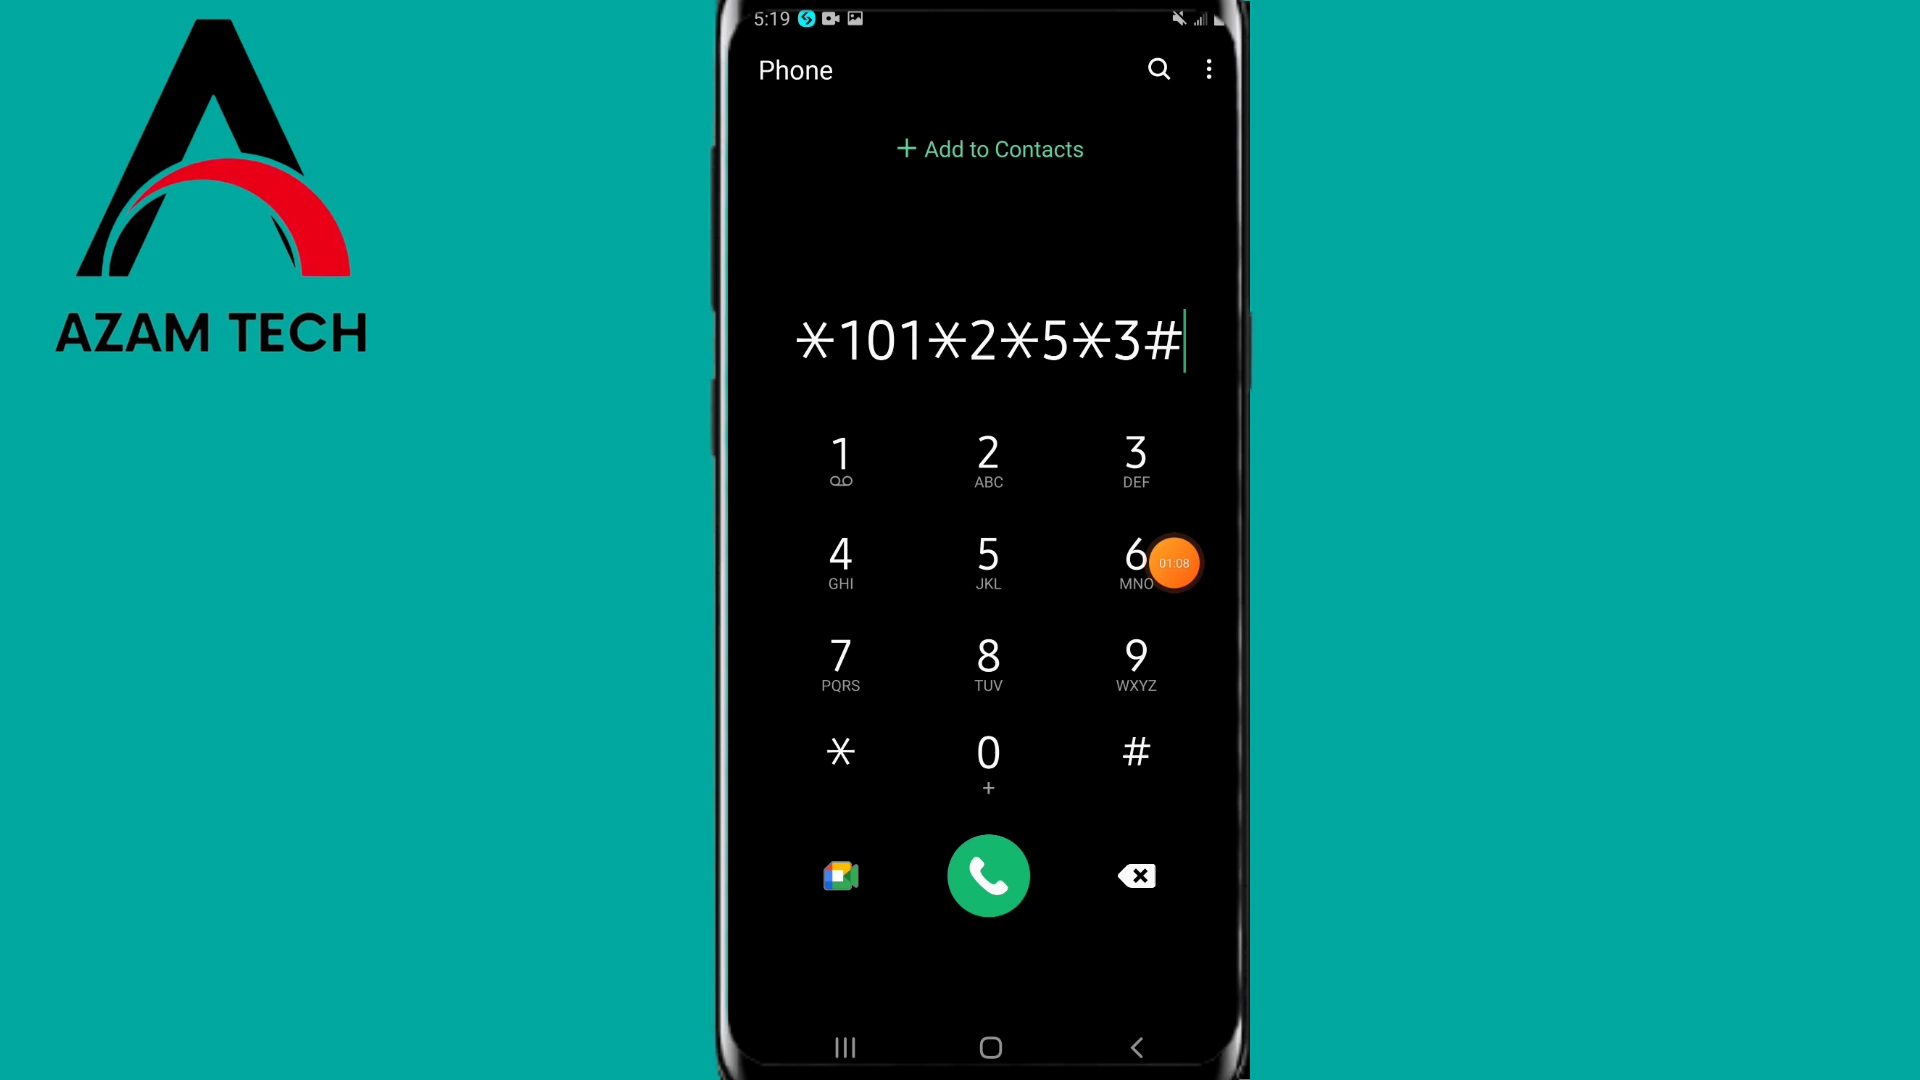 AZAM TECH
5:19
Phone
+ Add to Contacts
*101*2*5*3#
1 2 3
ABC DEF
4 5 6
GHI JKL MNO
01:08
7 8 9
PQRS TUV WXYZ
* 0 #
+